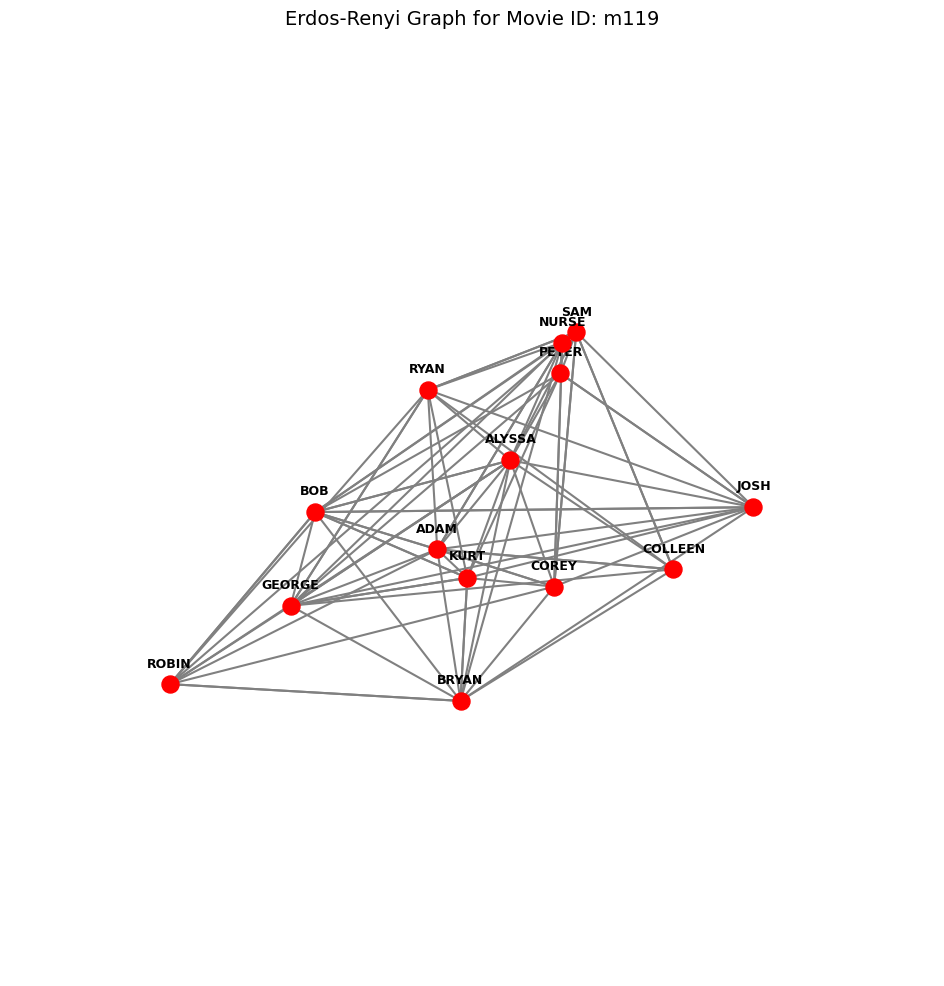 Erdos-Renyi Graph for Movie ID: m119
SAM
NURSE
PETER
RYAN
ALYSSA
JOSH
BOB
ADAM
COLLEEN
KURT
COREY
GEORGE
ROBIN
BRYAN